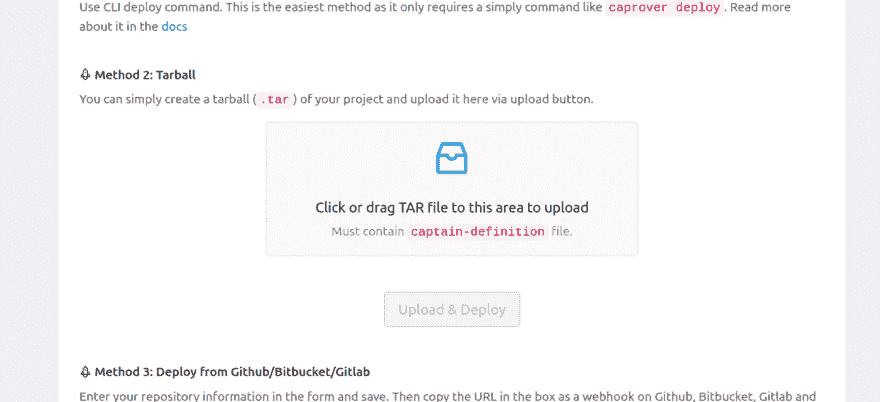 Use CLI deploy command. This is the easiest method as it only requires a simply command like caprover deploy . Read more
about it in the docs
Method 2: Tarball
You can simply create a tarball ( .tar ) of your project and upload it here via upload button.
Click or drag TAR file to this area to upload
Must contain captain-definition file.
Upload & Deploy
Method 3: Deploy from Github/Bitbucket/Gitlab
Enter your repository information in the form and save. Then copy the URL in the box as a webhook on Github, Bitbucket, Gitlab and